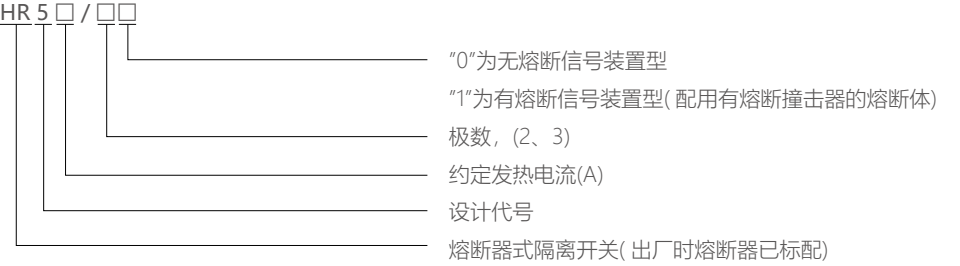 HR 5 □ / □□
"0"为无熔断信号装置型
"1"为有熔断信号装置型( 配用有熔断撞击器的熔断体)
极数，(2、3)
约定发热电流(A)
设计代号
熔断器式隔离开关( 出厂时熔断器已标配)